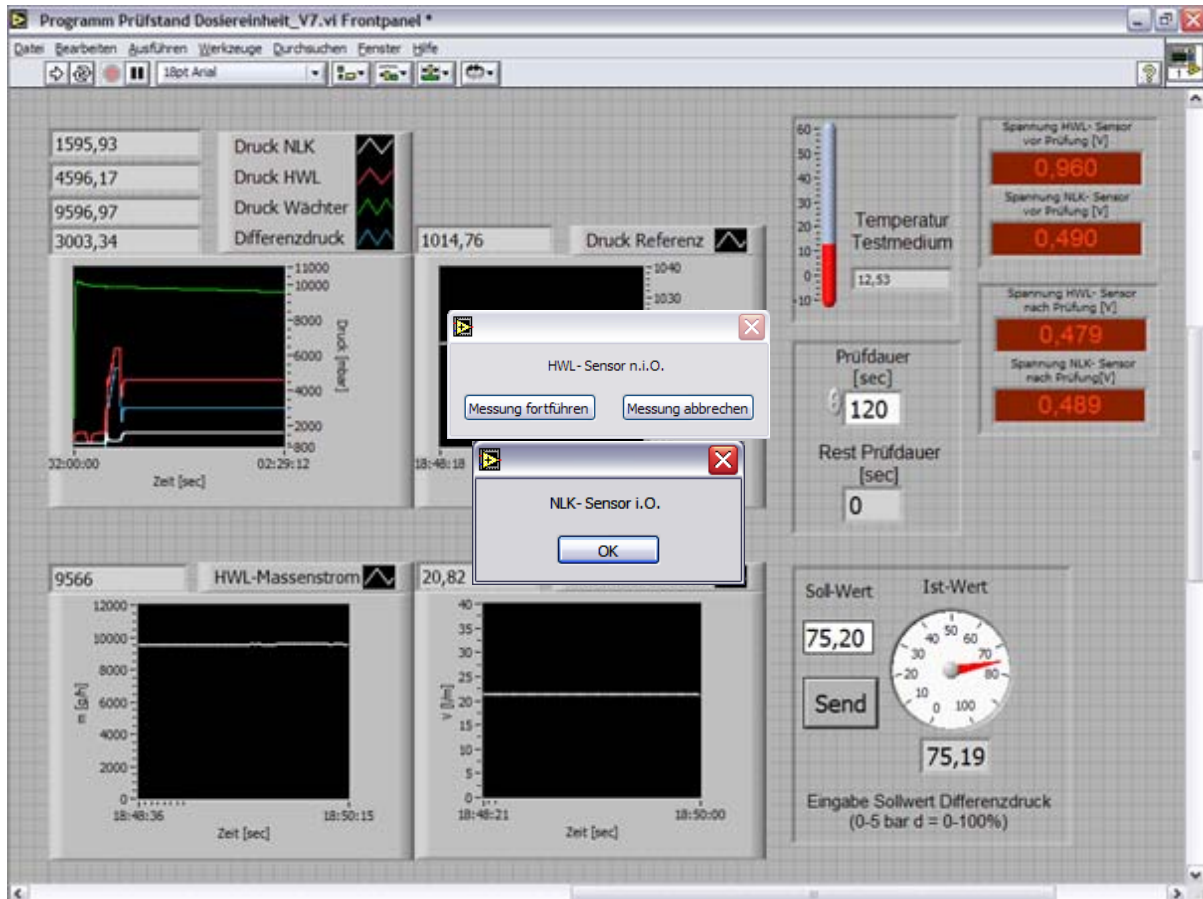 Programm Prüfstand Dosiereinheit_V7.vi Frontpanel *
Datei Bearbeiten Ausführen Werkzeuge Durchsuchen Fenster Hilfe
18pt Arial
1595,93
Druck NLK
4596,17
Druck HWL
9596,97
Druck Wächter
3003,34
Differenzdruck
11000
10000
8000
6000
4000
2000
800
Druck [mbar]
02:00:00
02:29:12
Zeit [sec]
1014,76
Druck Referenz
1040
1030
18:48:18
HWL- Sensor n.i.O.
Messung fortführen
Messung abbrechen
NLK- Sensor i.O.
OK
60
50
40
30
20
10
0
-10
Temperatur
Testmedium
12,53
Spannung HWL- Sensor
vor Prüfung [V]
0,960
Spannung NLK- Sensor
vor Prüfung [V]
0,490
Spannung HWL- Sensor
nach Prüfung [V]
0,479
Spannung NLK- Sensor
nach Prüfung[V]
0,489
Prüfdauer
[sec]
120
Rest Prüfdauer
[sec]
0
9566
HWL-Massenstrom
12000
10000
8000
6000
4000
2000
0
m [g/h]
18:48:36
18:50:15
Zeit [sec]
20,82
40
35
30
25
20
15
10
5
0
V [l/m]
18:48:21
18:50:00
Zeit [sec]
Soll-Wert
Ist-Wert
75,20
Send
0
10
20
30
40
50
60
70
80
100
75,19
Eingabe Sollwert Differenzdruck
(0-5 bar d = 0-100%)